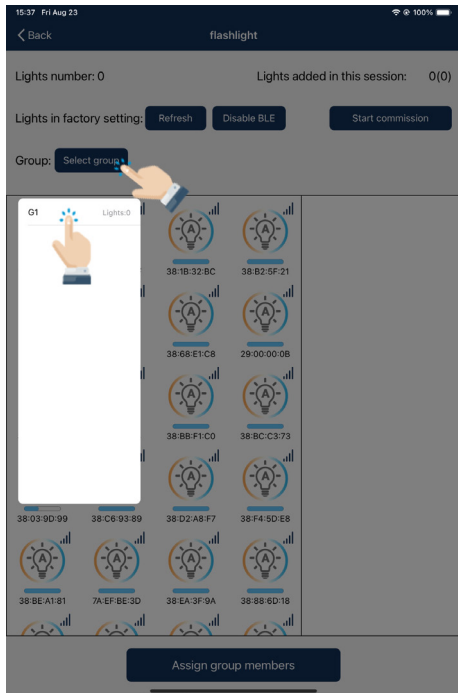 15:37 Fri Aug 23
100%
Back
flashlight
Lights number: 0
Lights added in this session: 0(0)
Lights in factory setting:
Refresh
Disable BLE
Start commission
Group:
Select group
G1
Lights:0
38:1B:32:BC
38:B2:5F:21
38:68:E1:C8
29:00:00:0B
38:BB:F1:C0
38:BC:C3:73
38:03:9D:99
38:C6:93:89
38:D2:A8:F7
38:F4:5D:E8
38:BE:A1:81
7A:EF:BE:3D
38:EA:3F:9A
38:88:6D:18
A
A
A
A
A
A
A
A
A
A
A
A
Assign group members